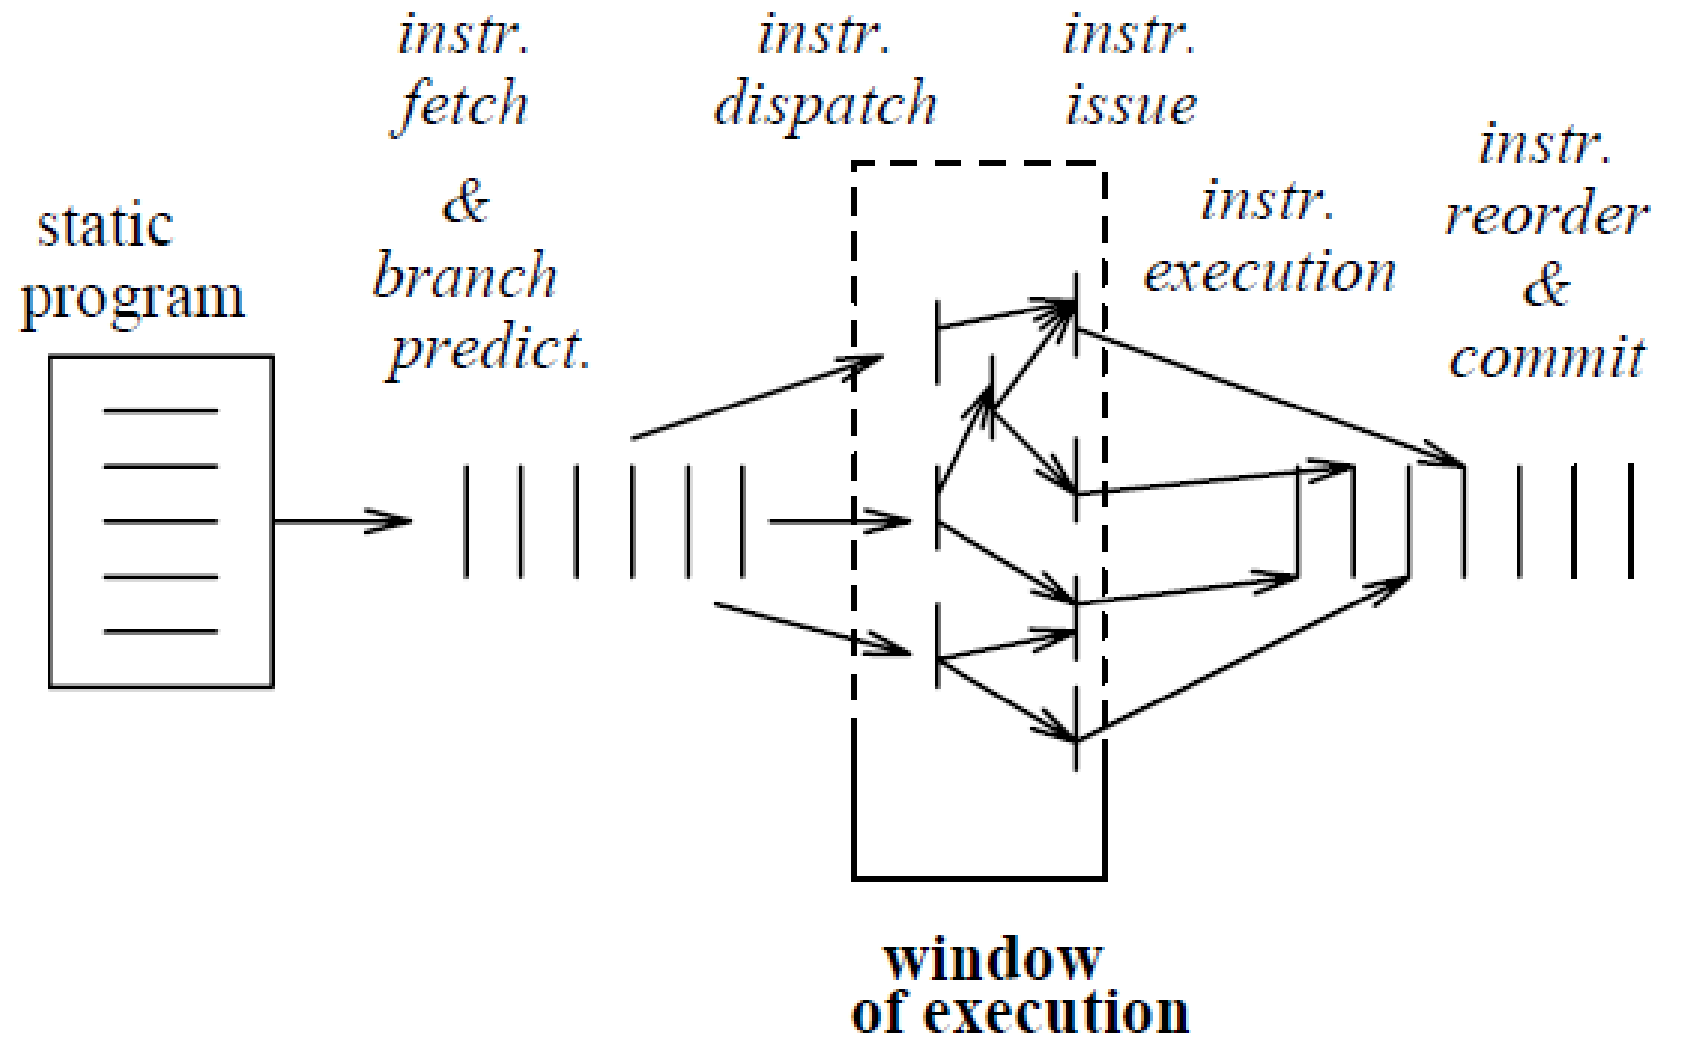 static
program
instr.
fetch
&
branch
predict.
instr.
dispatch
instr.
issue
instr.
execution
instr.
reorder
&
commit
window
of execution